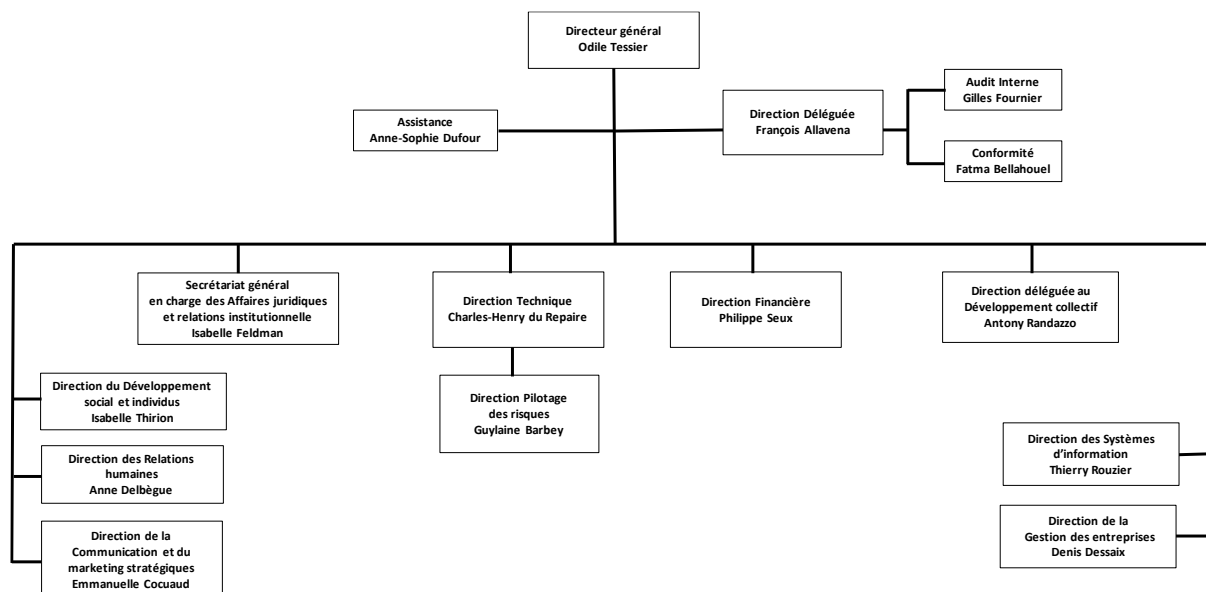 Directeur général
Odile Tessier
Audit Interne
Gilles Fournier
Assistance
Anne-Sophie Dufour
Direction Déléguée
François Allavena
Conformité
Fatma Bellahouel
Secrétariat général
en charge des Affaires juridiques
et relations institutionnelle
Isabelle Feldman
Direction Technique
Charles-Henry du Repaire
Direction Financière
Philippe Seux
Direction déléguée au
Développement collectif
Antony Randazzo
Direction du Développement
social et individus
Isabelle Thirion
Direction Pilotage
des risques
Guylaine Barbey
Direction des Relations
humaines
Anne Delbègue
Direction des Systèmes
d’information
Thierry Rouzier
Direction de la
Communication et du
marketing stratégiques
Emmanuelle Cocuaud
Direction de la
Gestion des entreprises
Denis Dessaix